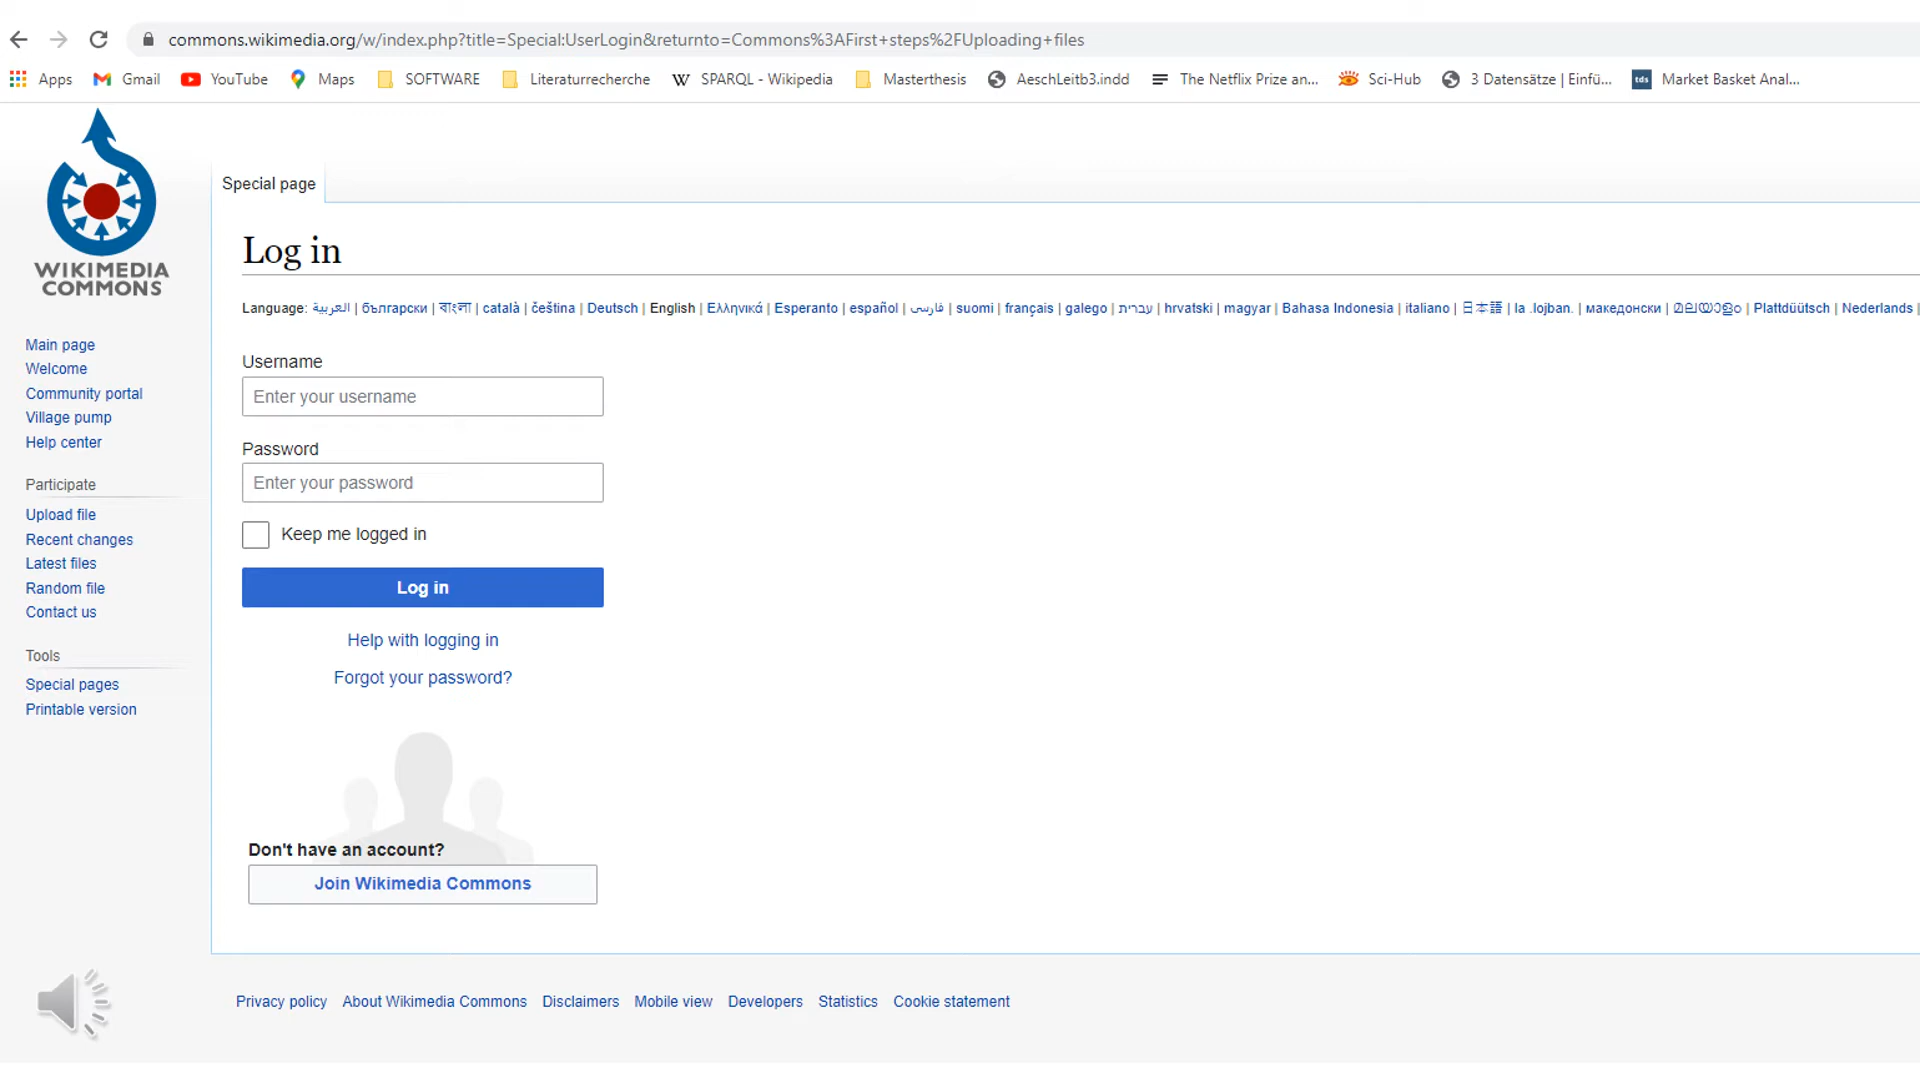 commons.wikimedia.org/w/index.php?title=Special:UserLogin&returnto=Commons%3AFirst+steps%2FUploading+files
Apps Gmail YouTube Maps SOFTWARE Literaturrecherche W SPARQL - Wikipedia Masterthesis AeschLeitb3.indd The Netflix Prize an... Sci-Hub 3 Datensätze | Einfü... tds Market Basket Anal...
WIKIMEDIA
COMMONS
Special page
Log in
Language: العربية | български | বাংলা | català | čeština | Deutsch | English | Ελληνικά | Esperanto | español | فارسی | suomi | français | galego | עברית | hrvatski | magyar | Bahasa Indonesia | italiano | 日本語 | la .lojban. | македонски | മലയാളം | Plattdüütsch | Nederlands |
Main page
Welcome
Community portal
Village pump
Help center
Participate
Upload file
Recent changes
Latest files
Random file
Contact us
Tools
Special pages
Printable version
Username
Enter your username
Password
Enter your password
Keep me logged in
Log in
Help with logging in
Forgot your password?
Don't have an account?
Join Wikimedia Commons
Privacy policy About Wikimedia Commons Disclaimers Mobile view Developers Statistics Cookie statement